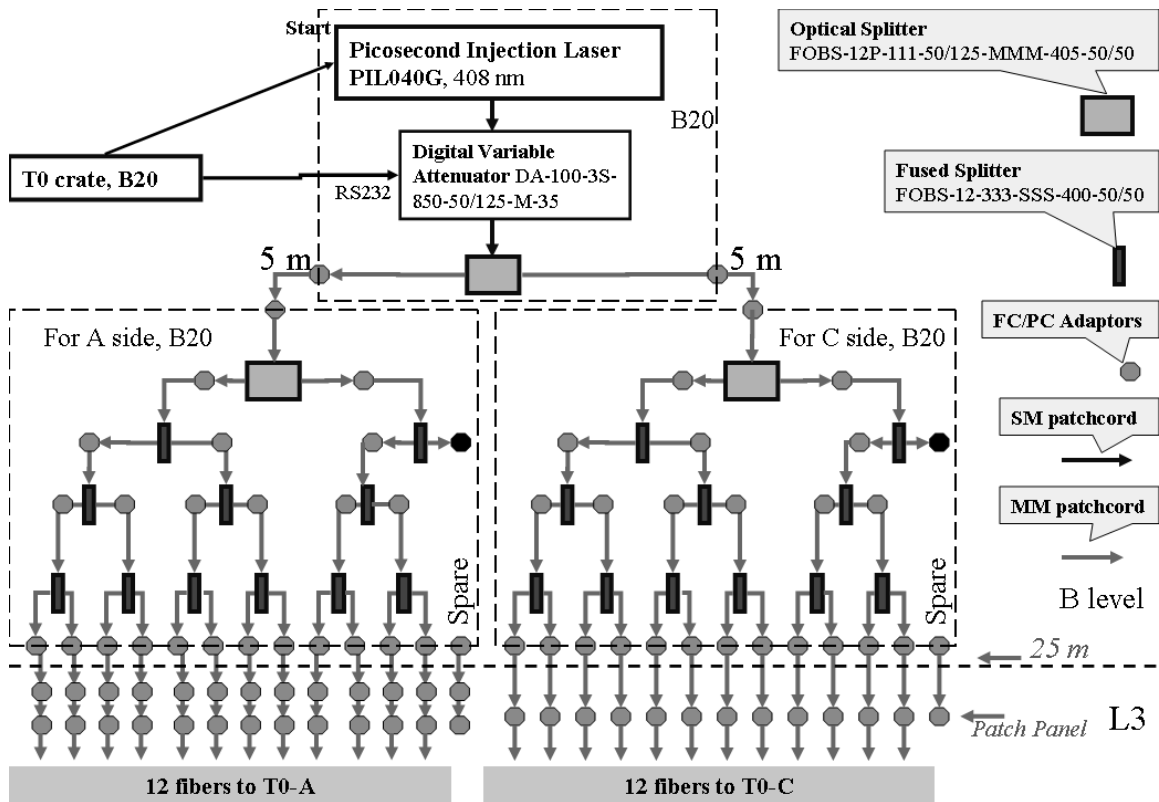 Start
Picosecond Injection Laser
PIL040G, 408 nm
B20
T0 crate, B20
RS232
Digital Variable
Attenuator DA-100-3S-
850-50/125-M-35
5 m
5 m
Optical Splitter
FOBS-12P-111-50/125-MMM-405-50/50
Fused Splitter
FOBS-12-333-SSS-400-50/50
FC/PC Adaptors
SM patchcord
MM patchcord
For A side, B20
For C side, B20
Spare
Spare
B level
25 m
Patch Panel
L3
12 fibers to T0-A
12 fibers to T0-C